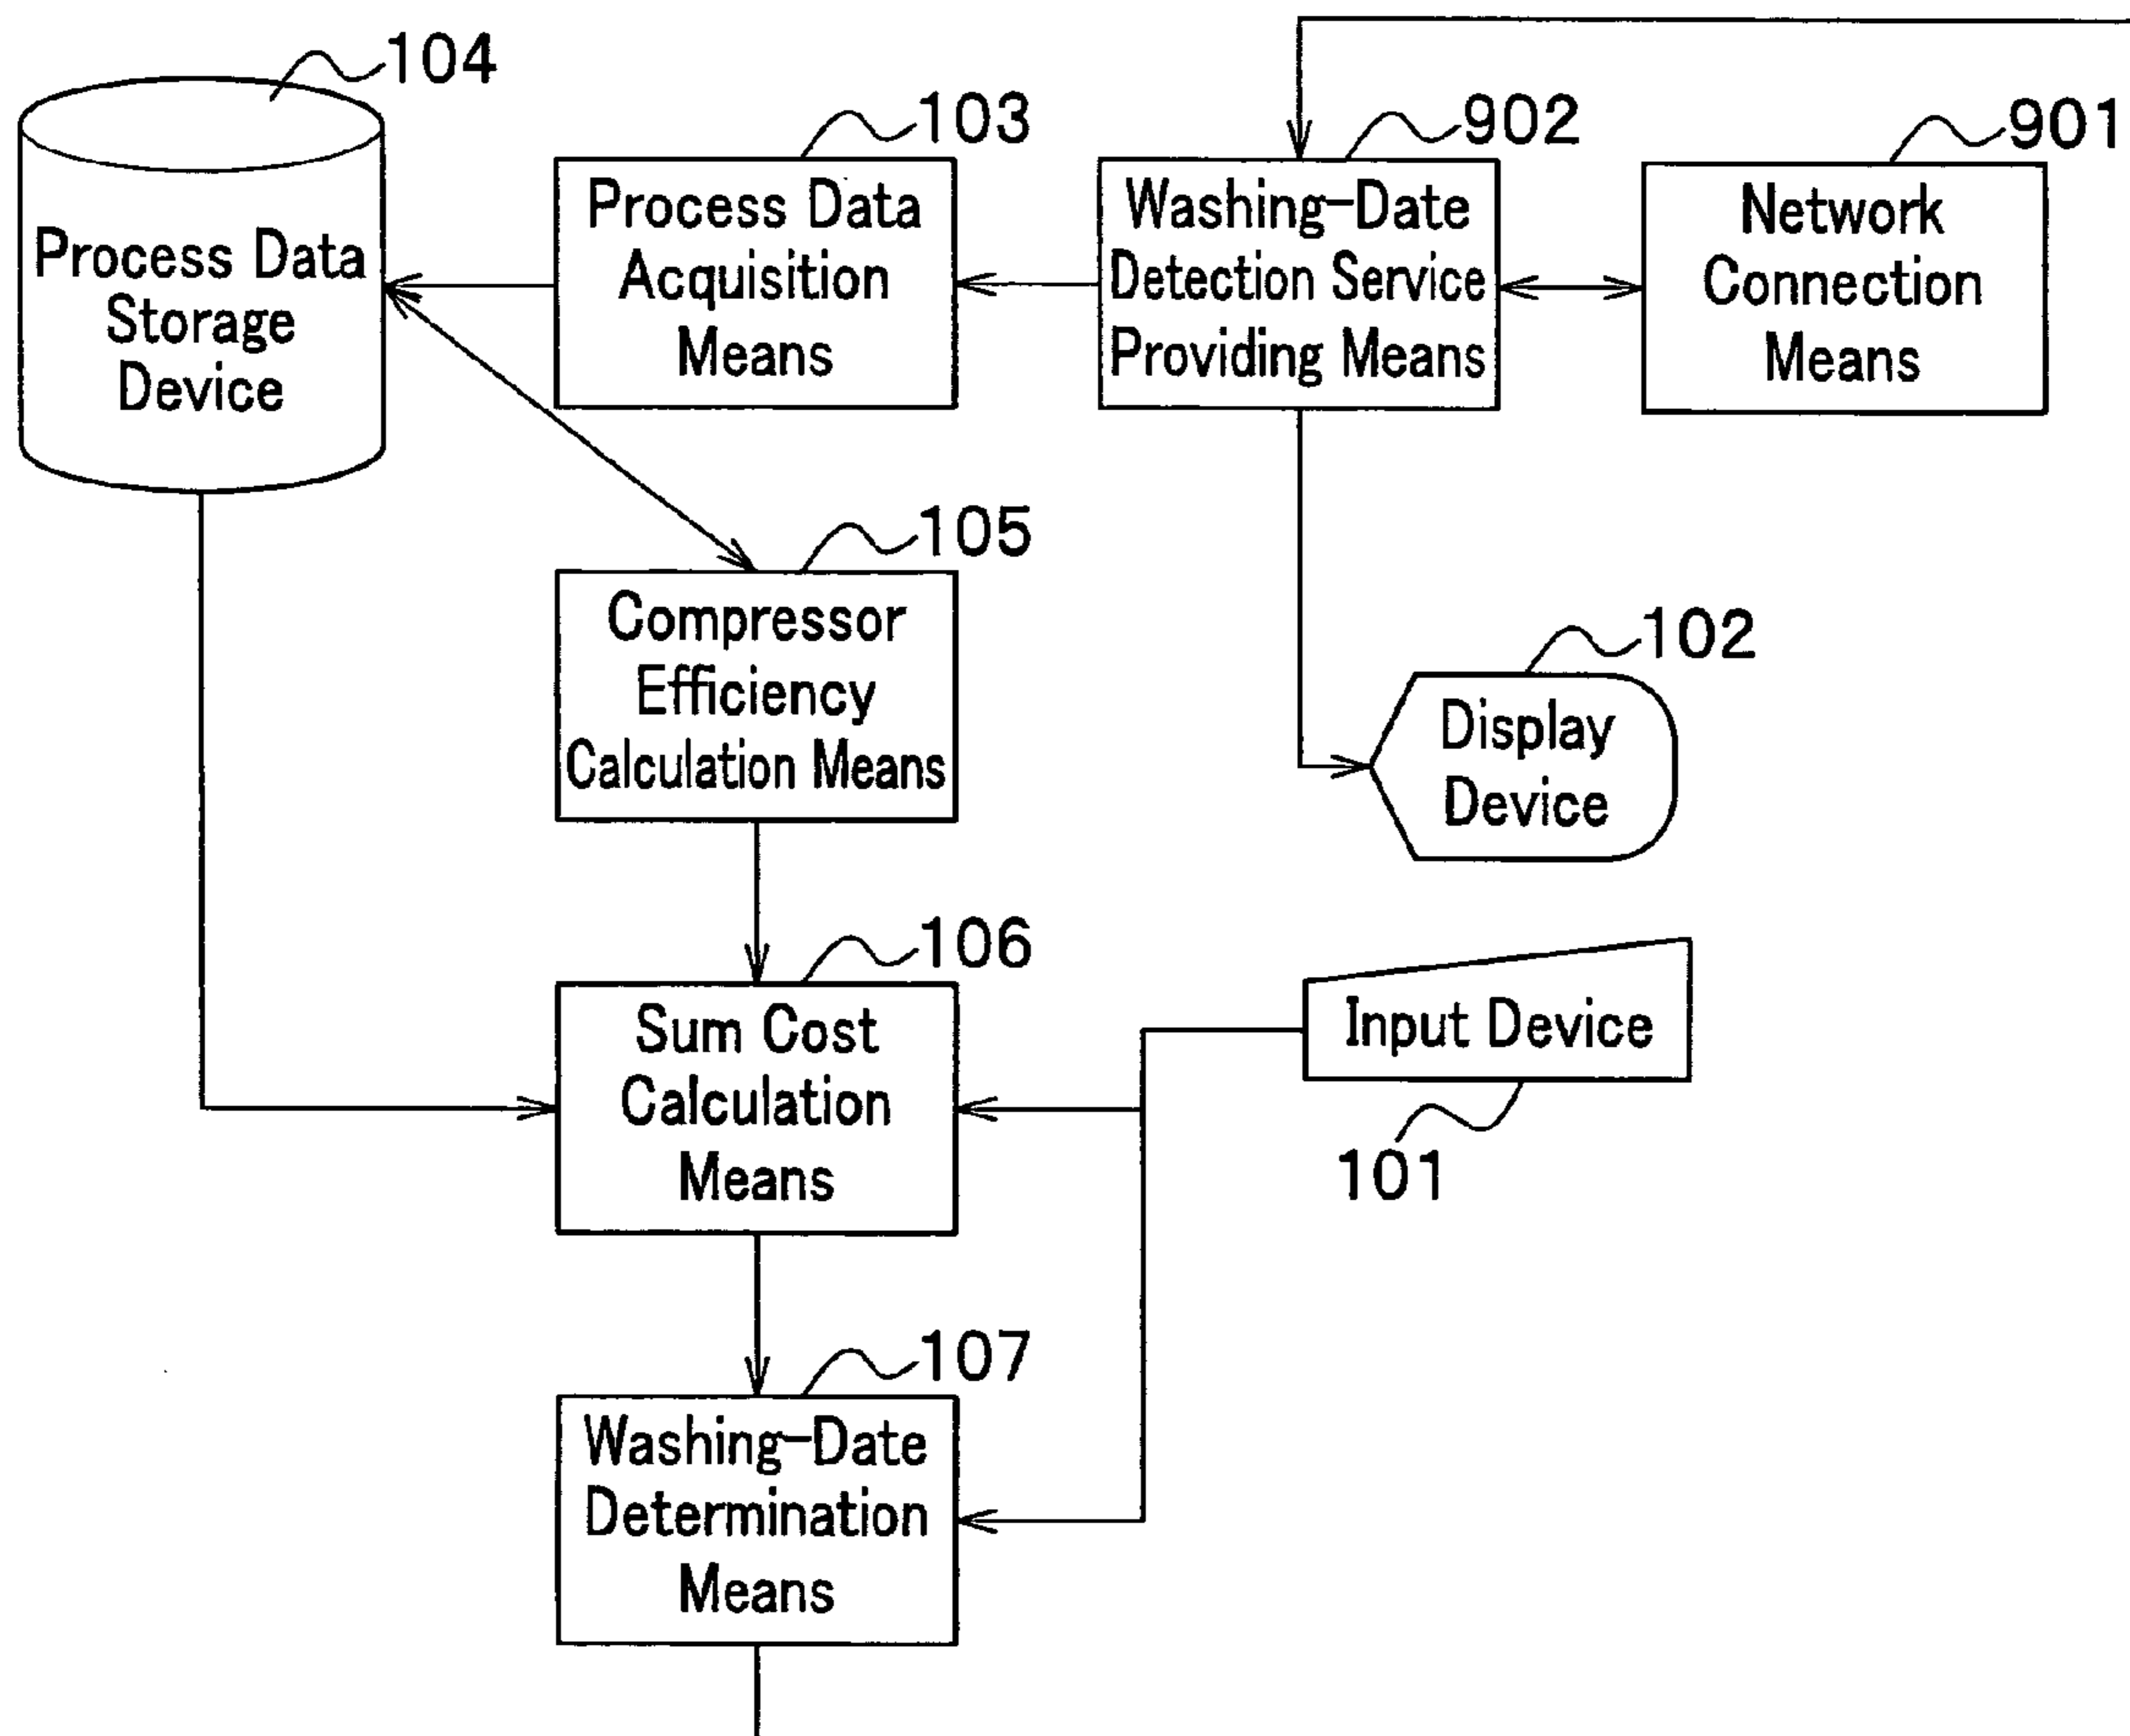 104
Process Data
Storage
Device
103
Process Data
Acquisition
Means
902
Washing-Date
Detection Service
Providing Means
901
Network
Connection
Means
105
Compressor
Efficiency
Calculation Means
102
Display
Device
106
Sum Cost
Calculation
Means
Input Device
101
107
Washing-Date
Determination
Means